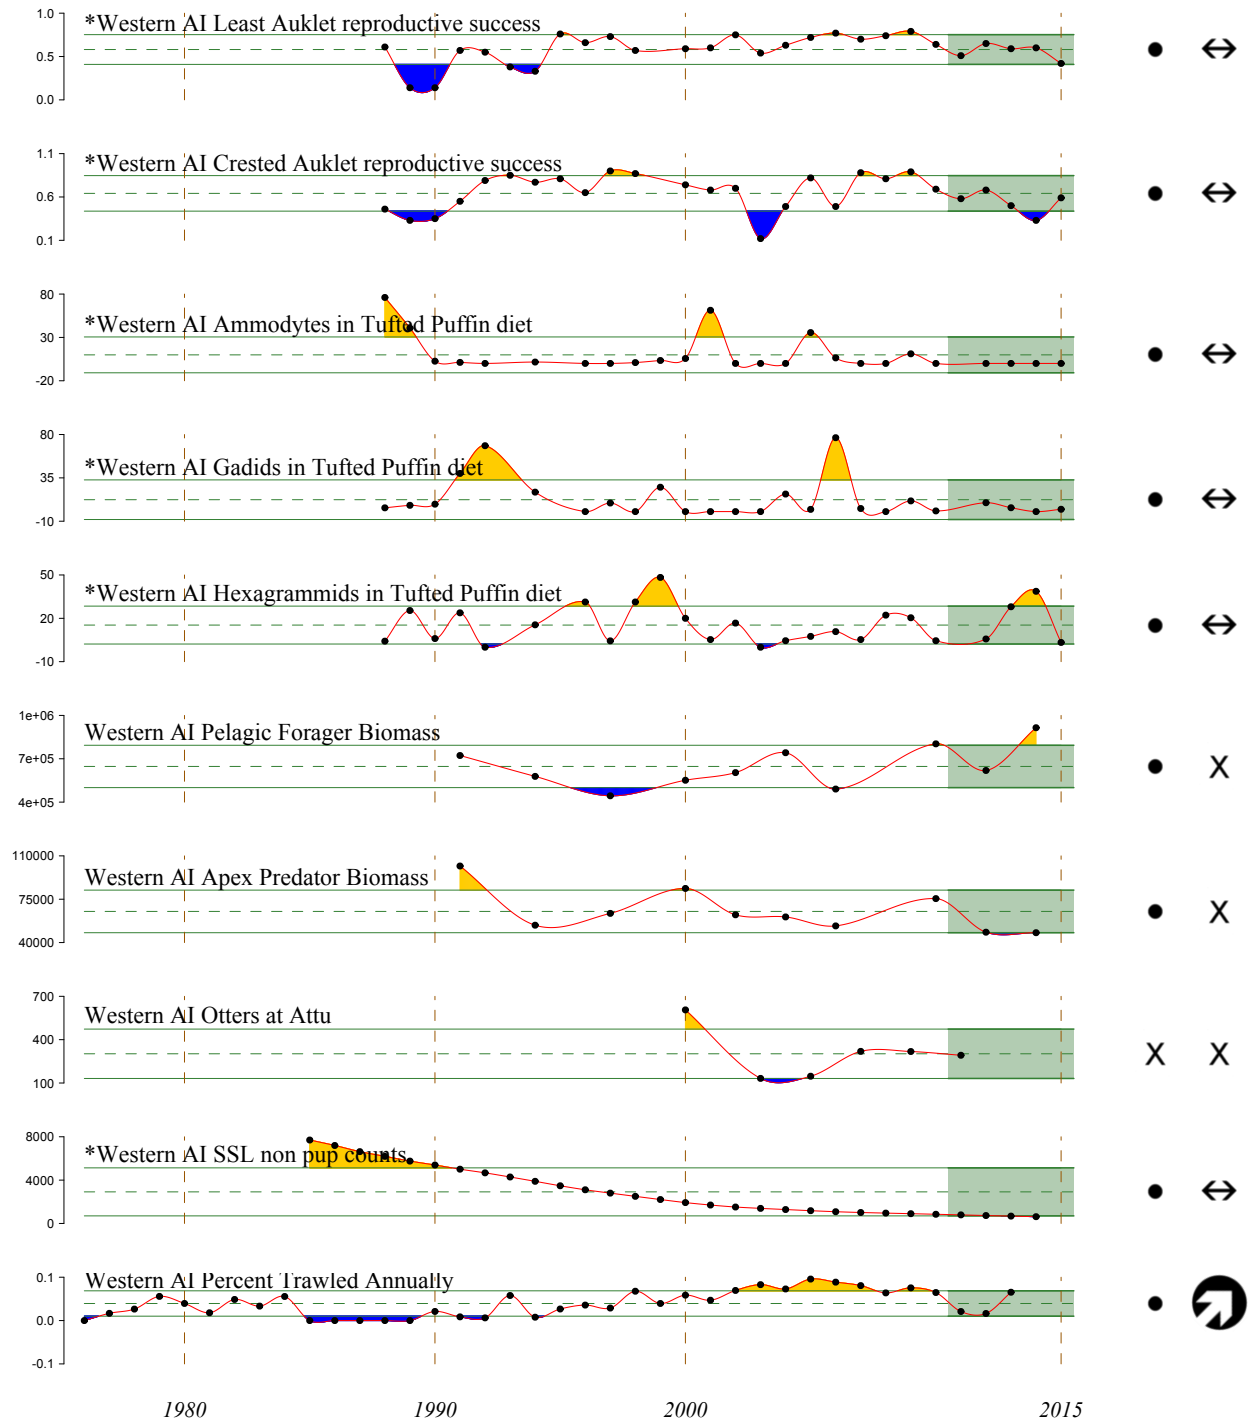 *Western AI Least Auklet reproductive success
1.0
0.5
0.0
*Western AI Crested Auklet reproductive success
1.1
0.6
0.1
*Western AI Ammodytes in Tufted Puffin diet
80
30
-20
*Western AI Gadids in Tufted Puffin diet
80
35
-10
*Western AI Hexagrammids in Tufted Puffin diet
50
20
-10
Western AI Pelagic Forager Biomass
1e+06
7e+05
4e+05
X
Western AI Apex Predator Biomass
110000
75000
40000
X
Western AI Otters at Attu
700
400
100
X X
*Western AI SSL non pup counts
8000
4000
0
Western AI Percent Trawled Annually
0.1
0.0
-0.1
1980 1990 2000 2015